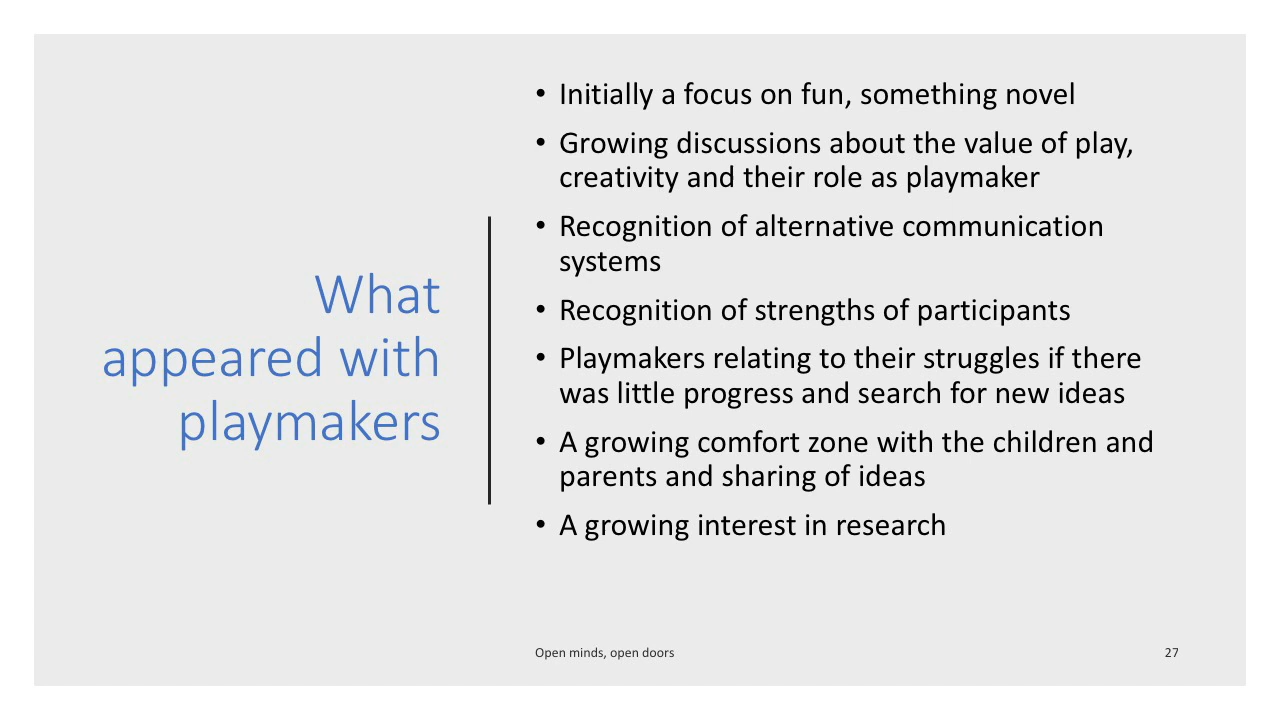 What
appeared with
playmakers
• Initially a focus on fun, something novel
• Growing discussions about the value of play,
creativity and their role as playmaker
• Recognition of alternative communication
systems
• Recognition of strengths of participants
• Playmakers relating to their struggles if there
was little progress and search for new ideas
• A growing comfort zone with the children and
parents and sharing of ideas
• A growing interest in research
Open minds, open doors
27